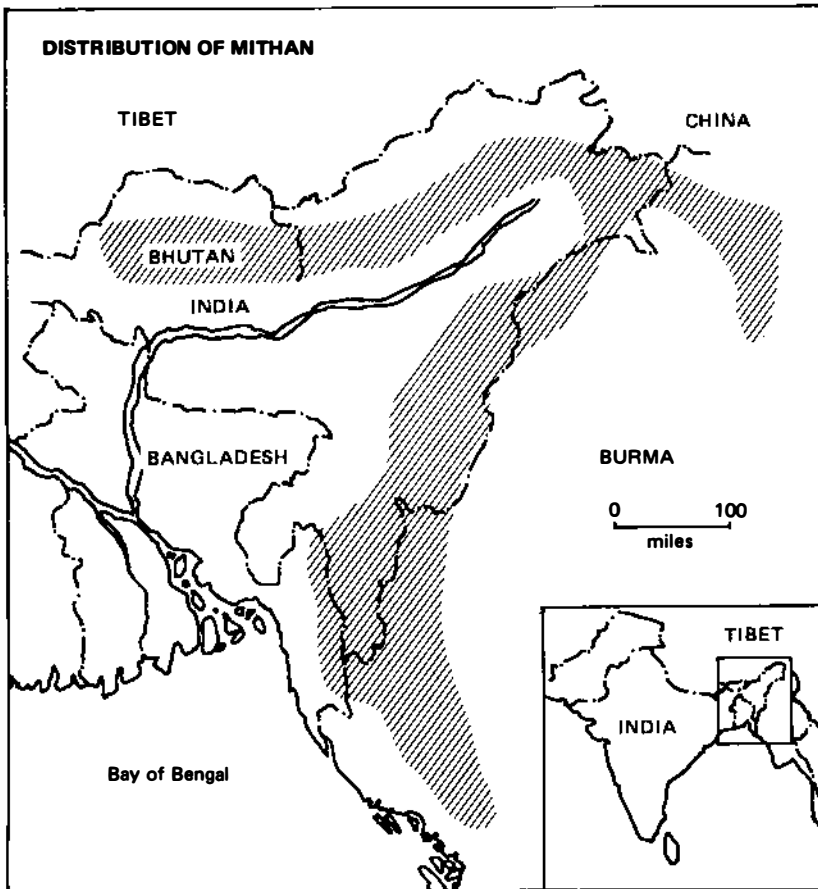 DISTRIBUTION OF MITHAN
TIBET
CHINA
BHUTAN
INDIA
BANGLADESH
BURMA
0 100
miles
TIBET
INDIA
Bay of Bengal